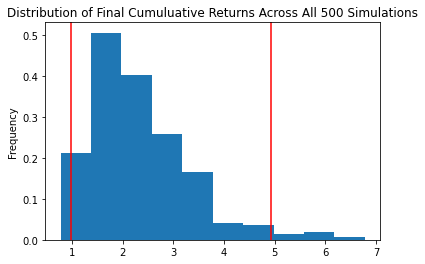 Distribution of Final Cumuluative Returns Across All 500 Simulations
Frequency
0.5
0.4
0.3
0.2
0.1
0.0
1 2 3 4 5 6 7